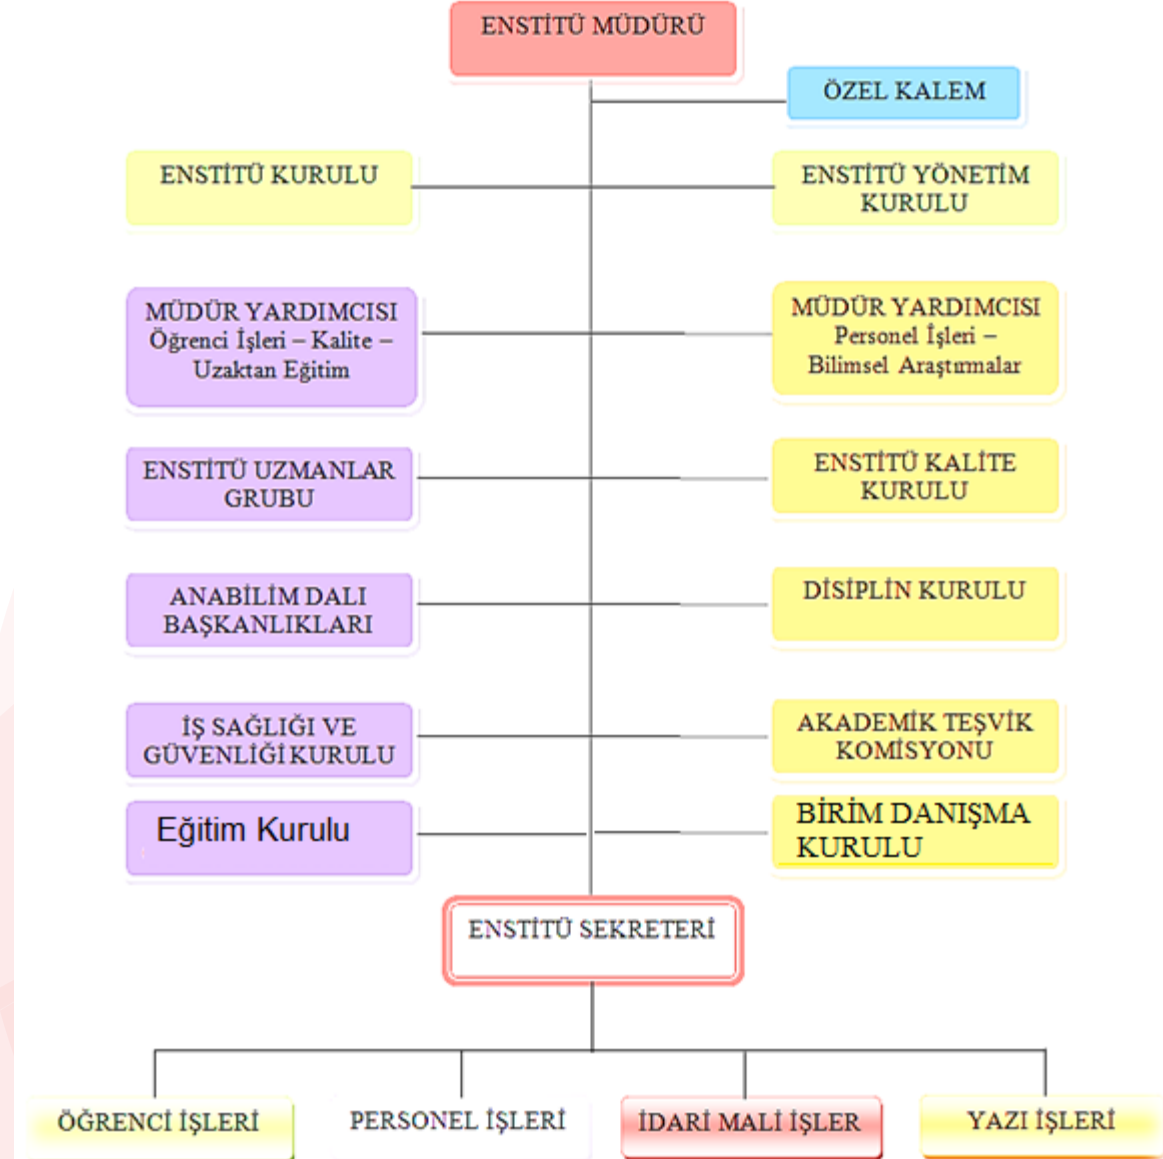 ENSTİTÜ MÜDÜRÜ
ÖZEL KALEM
ENSTİTÜ KURULU
ENSTİTÜ YÖNETİM
KURULU
MÜDÜR YARDIMCISI
Öğrenci İşleri – Kalite –
Uzaktan Eğitim
MÜDÜR YARDIMCISI
Personel İşleri –
Bilimsel Araştırmalar
ENSTİTÜ UZMANLAR
GRUBU
ENSTİTÜ KALİTE
KURULU
ANABİLİM DALI
BAŞKANLIKLARI
DİSİPLİN KURULU
İŞ SAĞLIĞI VE
GÜVENLİĞİ KURULU
AKADEMİK TEŞVİK
KOMİSYONU
Eğitim Kurulu
BİRİM DANIŞMA
KURULU
ENSTİTÜ SEKRETERİ
ÖĞRENCİ İŞLERİ
PERSONEL İŞLERİ
İDARİ MALİ İŞLER
YAZI İŞLERİ